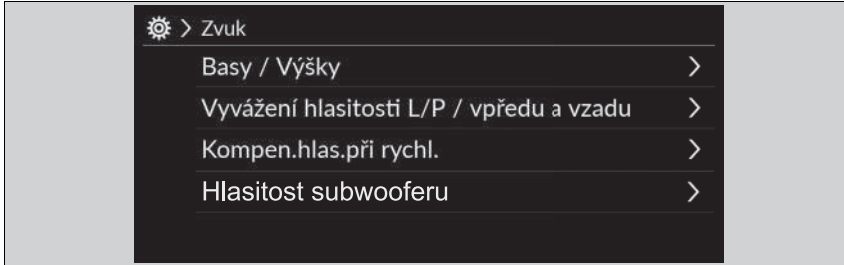 > Zvuk
Basy / Výšky >
Vyvážení hlasitosti L/P / vpředu a vzadu >
Kompen.hlas.při rychl. >
Hlasitost subwooferu >